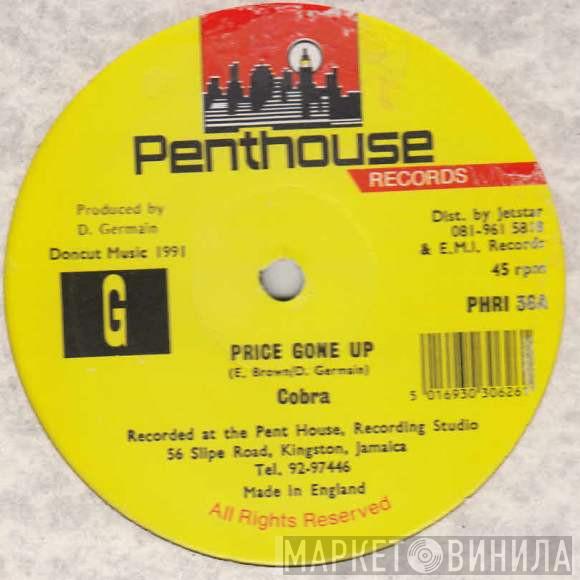 Penthouse
RECORDS
Produced by
D. Germain
Doncut Music 1991
G
Dist. by Jetstar
081-961 5818
& E.M.I. Records
45 rpm
PHRI 36A
PRICE GONE UP
(E. Brown/D. Germain)
Cobra
5 016930 306261
Recorded at the Pent House, Recording Studio
56 Slipe Road, Kingston, Jamaica
Tel. 92-97446
Made in England
All Rights Reserved
МАРКЕТ ВИНИЛА